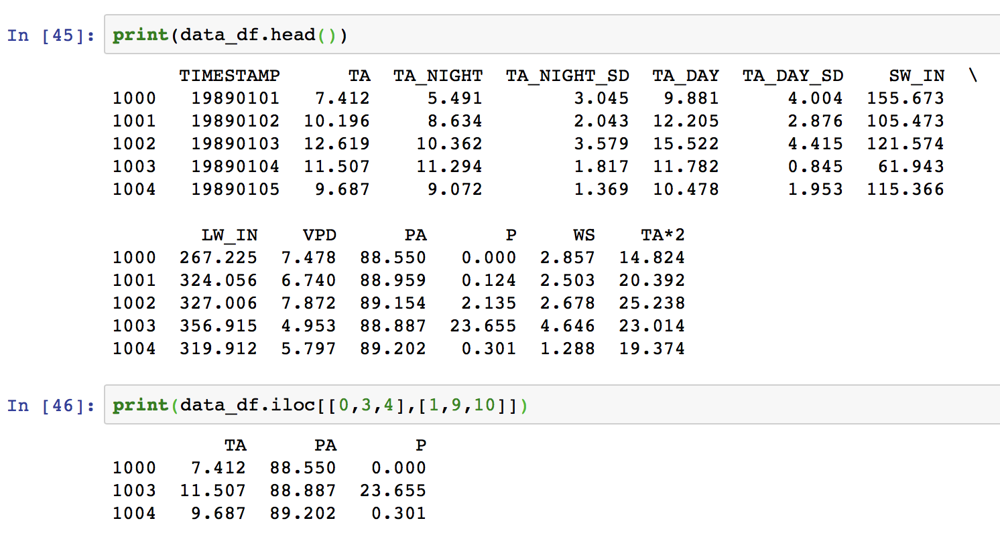 In [45]: print(data_df.head())
TIMESTAMP TA TA_NIGHT TA_NIGHT_SD TA_DAY TA_DAY_SD SW_IN \
1000 19890101 7.412 5.491 3.045 9.881 4.004 155.673
1001 19890102 10.196 8.634 2.043 12.205 2.876 105.473
1002 19890103 12.619 10.362 3.579 15.522 4.415 121.574
1003 19890104 11.507 11.294 1.817 11.782 0.845 61.943
1004 19890105 9.687 9.072 1.369 10.478 1.953 115.366
LW_IN VPD PA P WS TA*2
1000 267.225 7.478 88.550 0.000 2.857 14.824
1001 324.056 6.740 88.959 0.124 2.503 20.392
1002 327.006 7.872 89.154 2.135 2.678 25.238
1003 356.915 4.953 88.887 23.655 4.646 23.014
1004 319.912 5.797 89.202 0.301 1.288 19.374
In [46]: print(data_df.iloc[[0,3,4],[1,9,10]])
TA PA P
1000 7.412 88.550 0.000
1003 11.507 88.887 23.655
1004 9.687 89.202 0.301